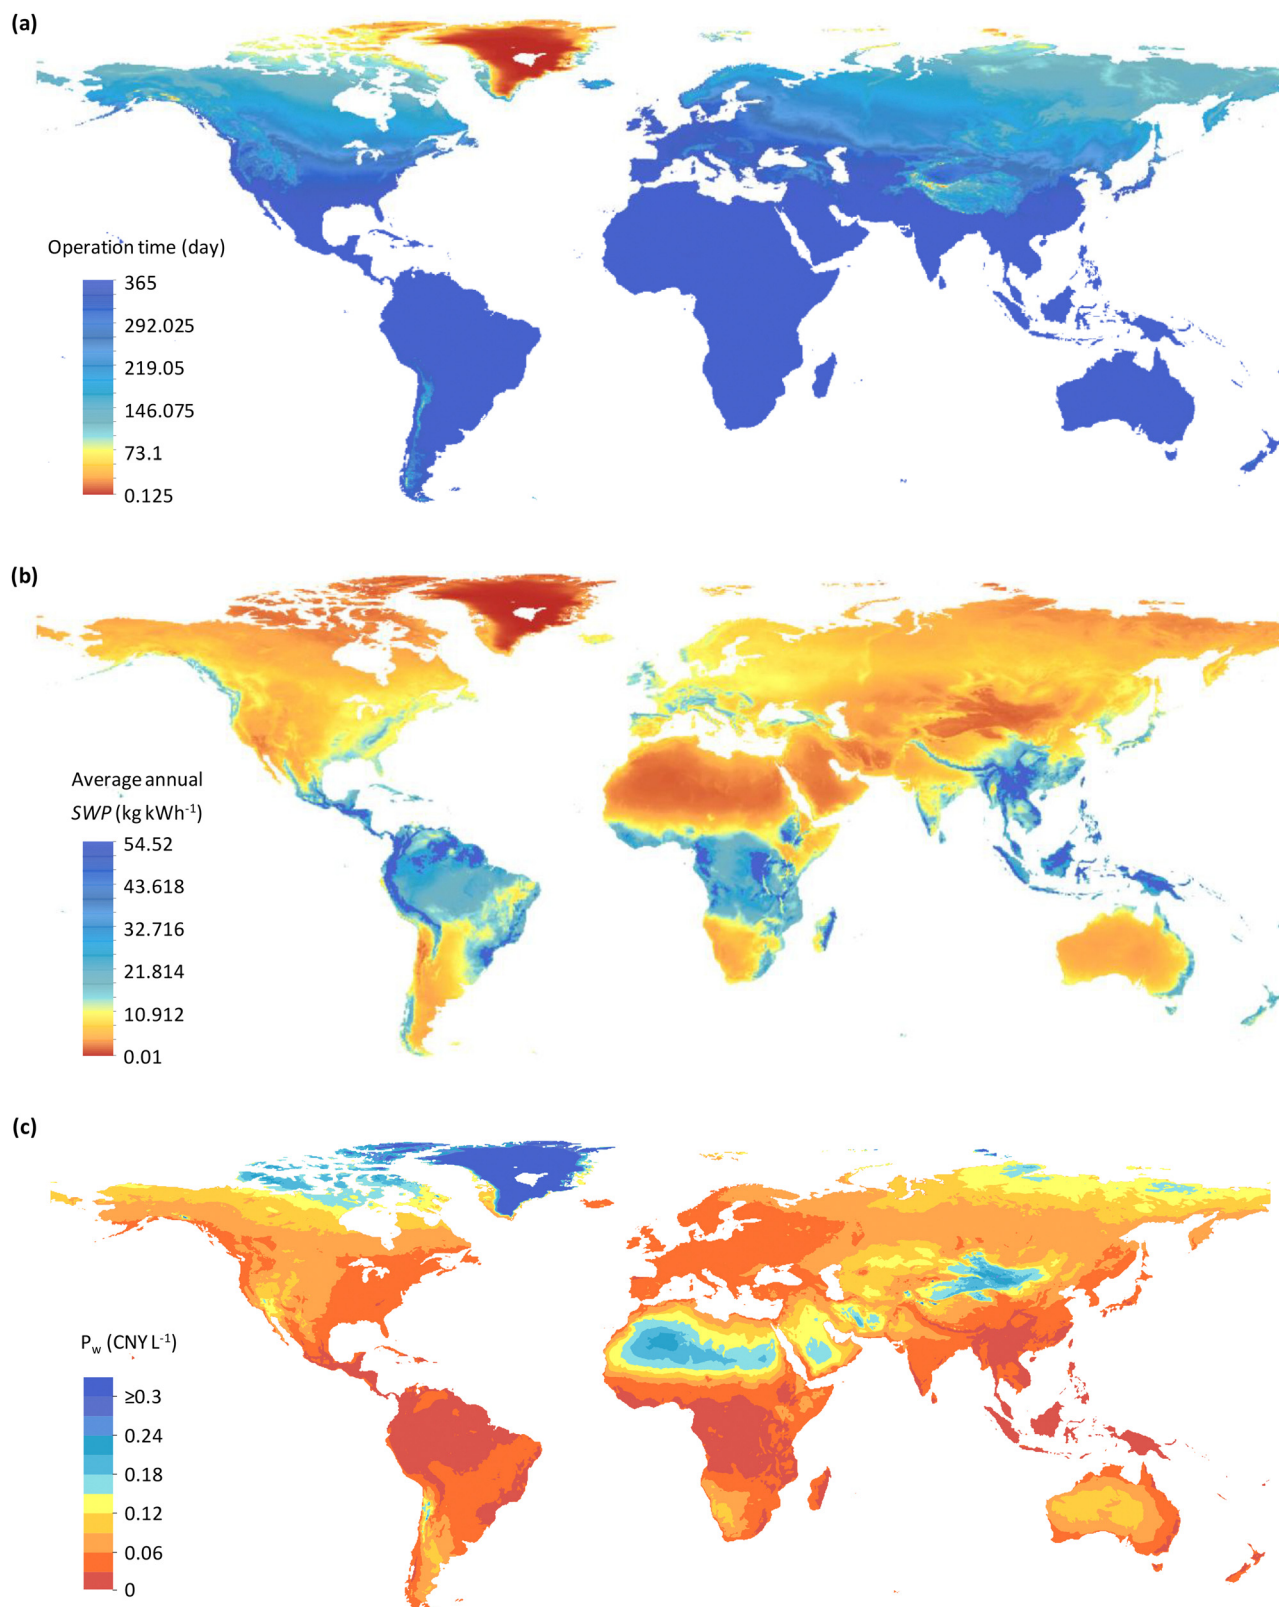 (a)
Operation time (day)
365
292.025
219.05
146.075
73.1
0.125
(b)
Average annual
SWP (kg kWh⁻¹)
54.52
43.618
32.716
21.814
10.912
0.01
(c)
P_w (CNY L⁻¹)
≥0.3
0.24
0.18
0.12
0.06
0